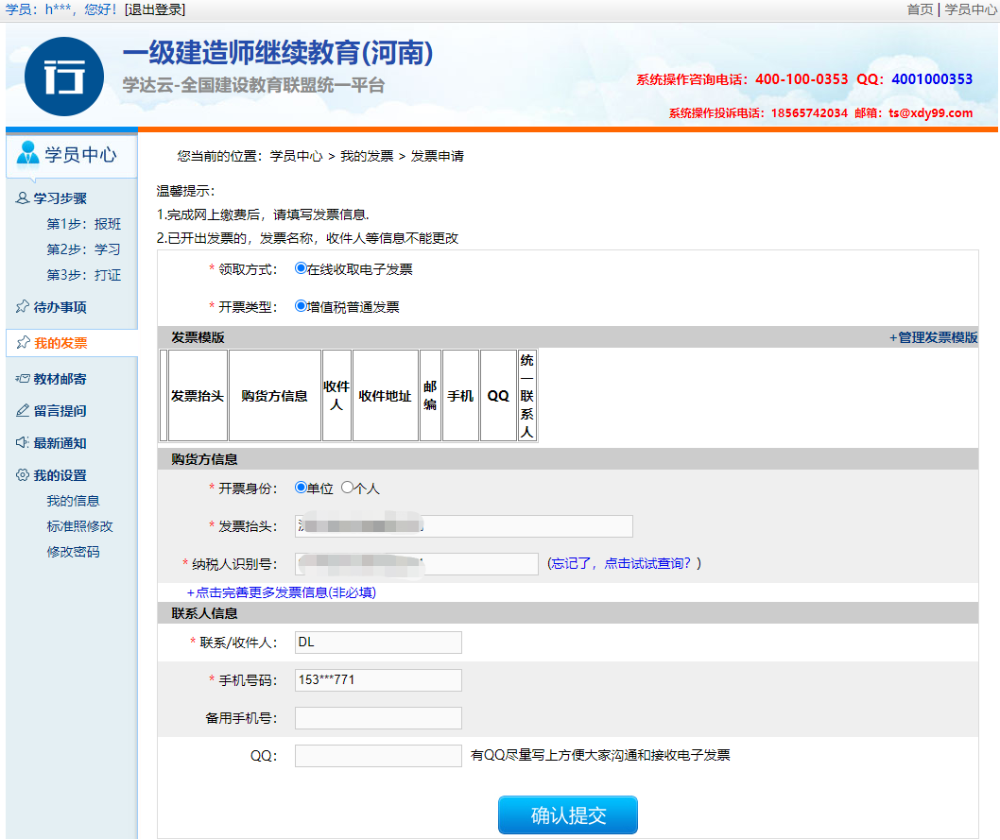 学员：h***，您好！[退出登录]
首页 | 学员中心
行
一级建造师继续教育(河南)
学达云-全国建设教育联盟统一平台
系统操作咨询电话：400-100-0353 QQ：4001000353
系统操作投诉电话：18565742034 邮箱：ts@xdy99.com
学员中心
学习步骤
第1步：报班
第2步：学习
第3步：打证
待办事项
我的发票
教材邮寄
留言提问
最新通知
我的设置
我的信息
标准照修改
修改密码
您当前的位置：学员中心 > 我的发票 > 发票申请
温馨提示：
1.完成网上缴费后，请填写发票信息.
2.已开出发票的，发票名称，收件人等信息不能更改
* 领取方式： 在线收取电子发票
* 开票类型： 增值税普通发票
发票模版 +管理发票模版
发票抬头 购货方信息 收件人 收件地址 邮编 手机 QQ 统一联系人
购货方信息
* 开票身份： 单位 个人
* 发票抬头：
* 纳税人识别号： (忘记了，点击试试查询？)
+点击完善更多发票信息(非必填)
联系人信息
* 联系/收件人： DL
* 手机号码： 153***771
备用手机号：
QQ： 有QQ尽量写上方便大家沟通和接收电子发票
确认提交